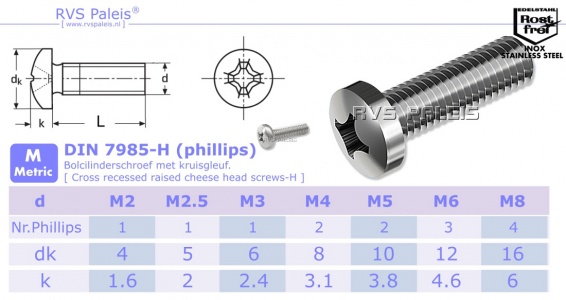 RVS Paleis®
[ www.rvspaleis.nl ]
EDELSTAHL
Rost
frei
INOX
STAINLESS STEEL
dk
d
k
L
RVS PALEIS
M
Metric
DIN 7985-H (phillips)
Bolcilinderschroef met kruisgleuf.
[ Cross recessed raised cheese head screws-H ]
d M2 M2.5 M3 M4 M5 M6 M8
Nr.Phillips 1 1 1 2 2 3 4
dk 4 5 6 8 10 12 16
k 1.6 2 2.4 3.1 3.8 4.6 6